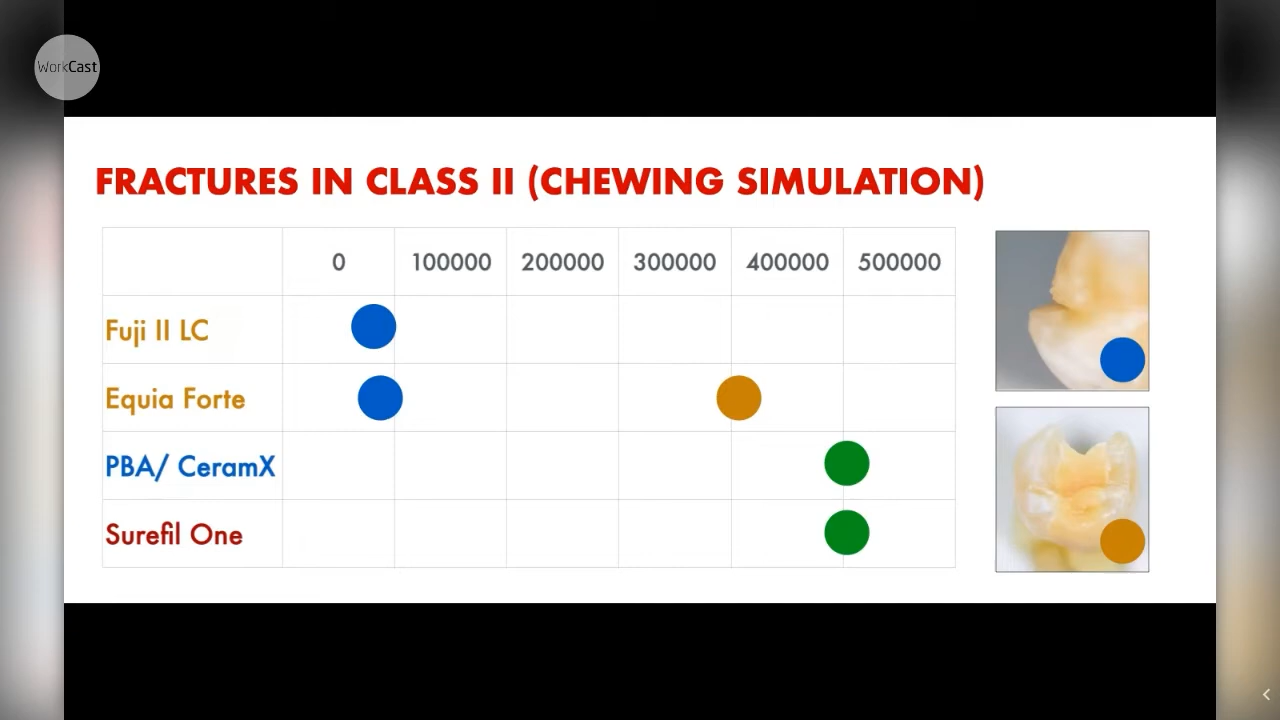 WorkCast
FRACTURES IN CLASS II (CHEWING SIMULATION)
0 100000 200000 300000 400000 500000
Fuji II LC
Equia Forte
PBA/ CeramX
Surefil One